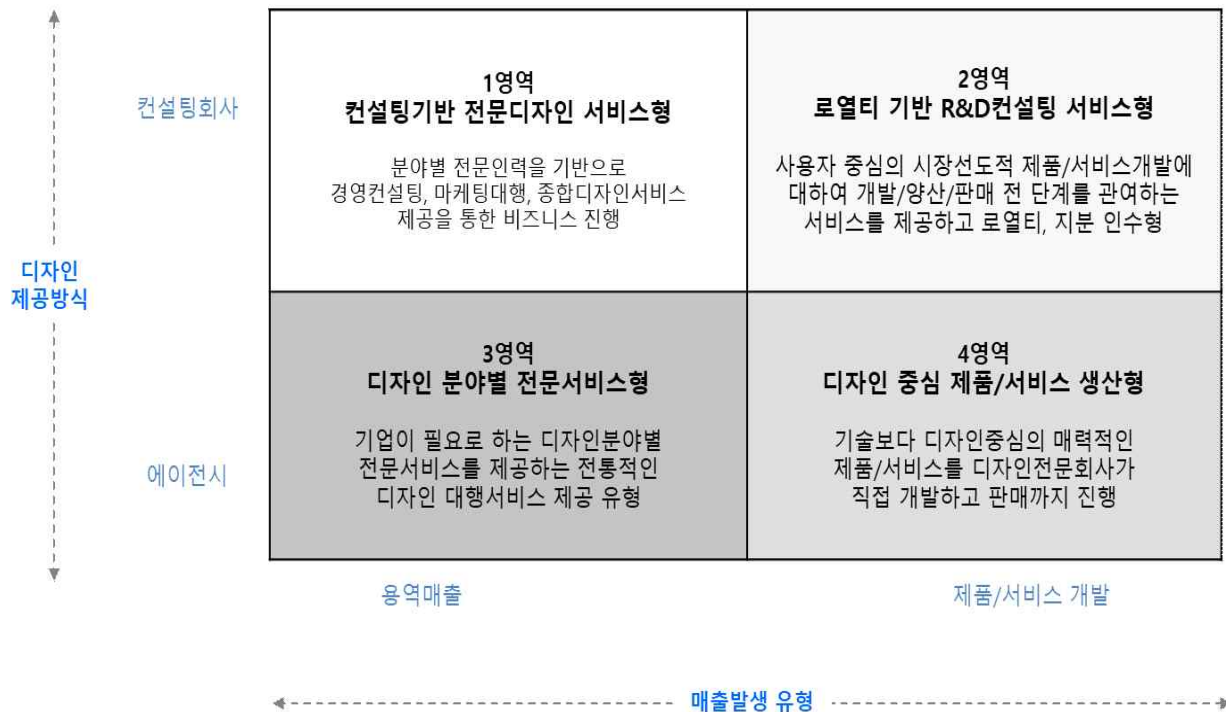 1영역
컨설팅기반 전문디자인 서비스형
분야별 전문인력을 기반으로
경영컨설팅, 마케팅대행, 종합디자인서비스
제공을 통한 비즈니스 진행
2영역
로열티 기반 R&D컨설팅 서비스형
사용자 중심의 시장선도적 제품/서비스개발에
대하여 개발/양산/판매 전 단계를 관여하는
서비스를 제공하고 로열티, 지분 인수형
컨설팅회사
디자인
제공방식
3영역
디자인 분야별 전문서비스형
기업이 필요로 하는 디자인분야별
전문서비스를 제공하는 전통적인
디자인 대행서비스 제공 유형
4영역
디자인 중심 제품/서비스 생산형
기술보다 디자인중심의 매력적인
제품/서비스를 디자인전문회사가
직접 개발하고 판매까지 진행
에이전시
용역매출
제품/서비스 개발
매출발생 유형